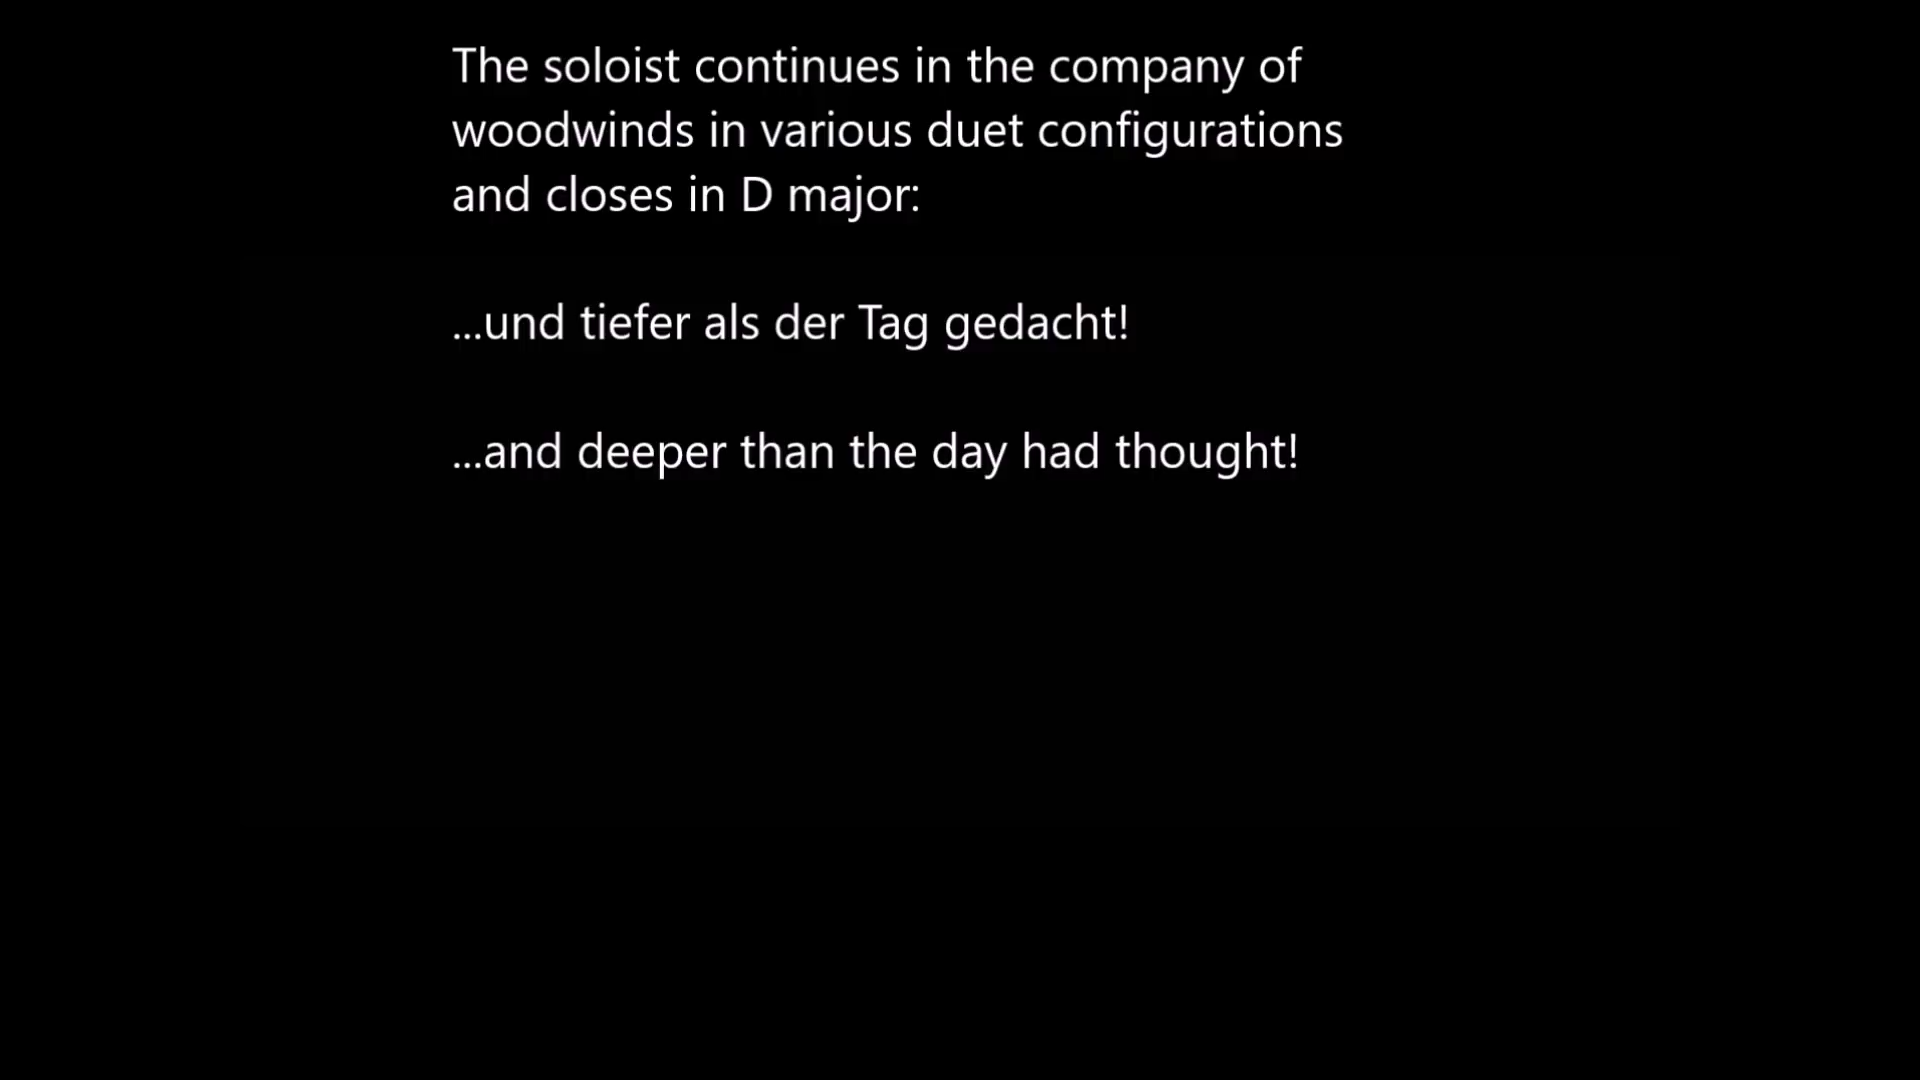 The soloist continues in the company of
woodwinds in various duet configurations
and closes in D major:
...und tiefer als der Tag gedacht!
...and deeper than the day had thought!